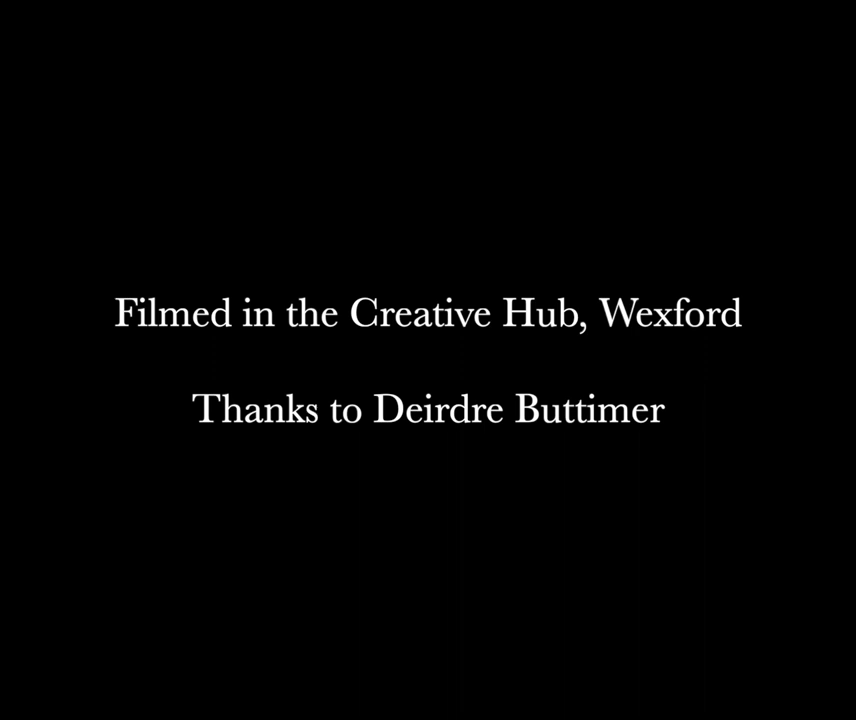 Filmed in the Creative Hub, Wexford
Thanks to Deirdre Buttimer